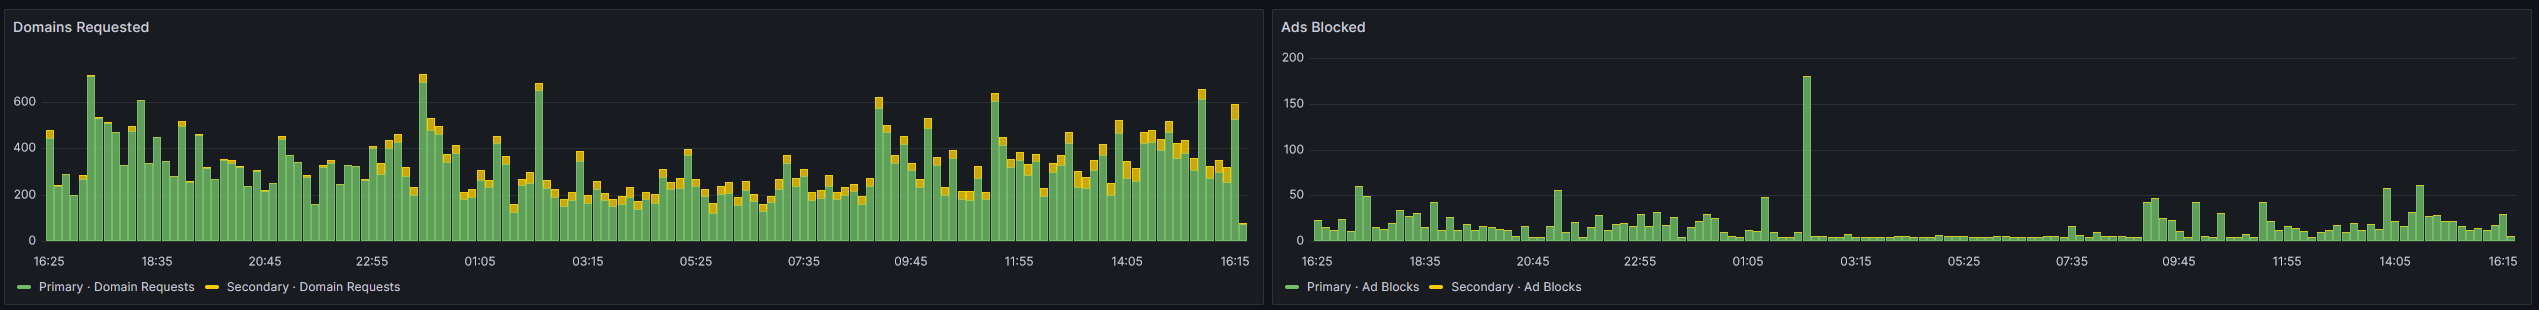 Domains Requested
600
400
200
0
16:25 18:35 20:45 22:55 01:05 03:15 05:25 07:35 09:45 11:55 14:05 16:15
Primary · Domain Requests Secondary · Domain Requests
Ads Blocked
200
150
100
50
0
16:25 18:35 20:45 22:55 01:05 03:15 05:25 07:35 09:45 11:55 14:05 16:15
Primary · Ad Blocks Secondary · Ad Blocks